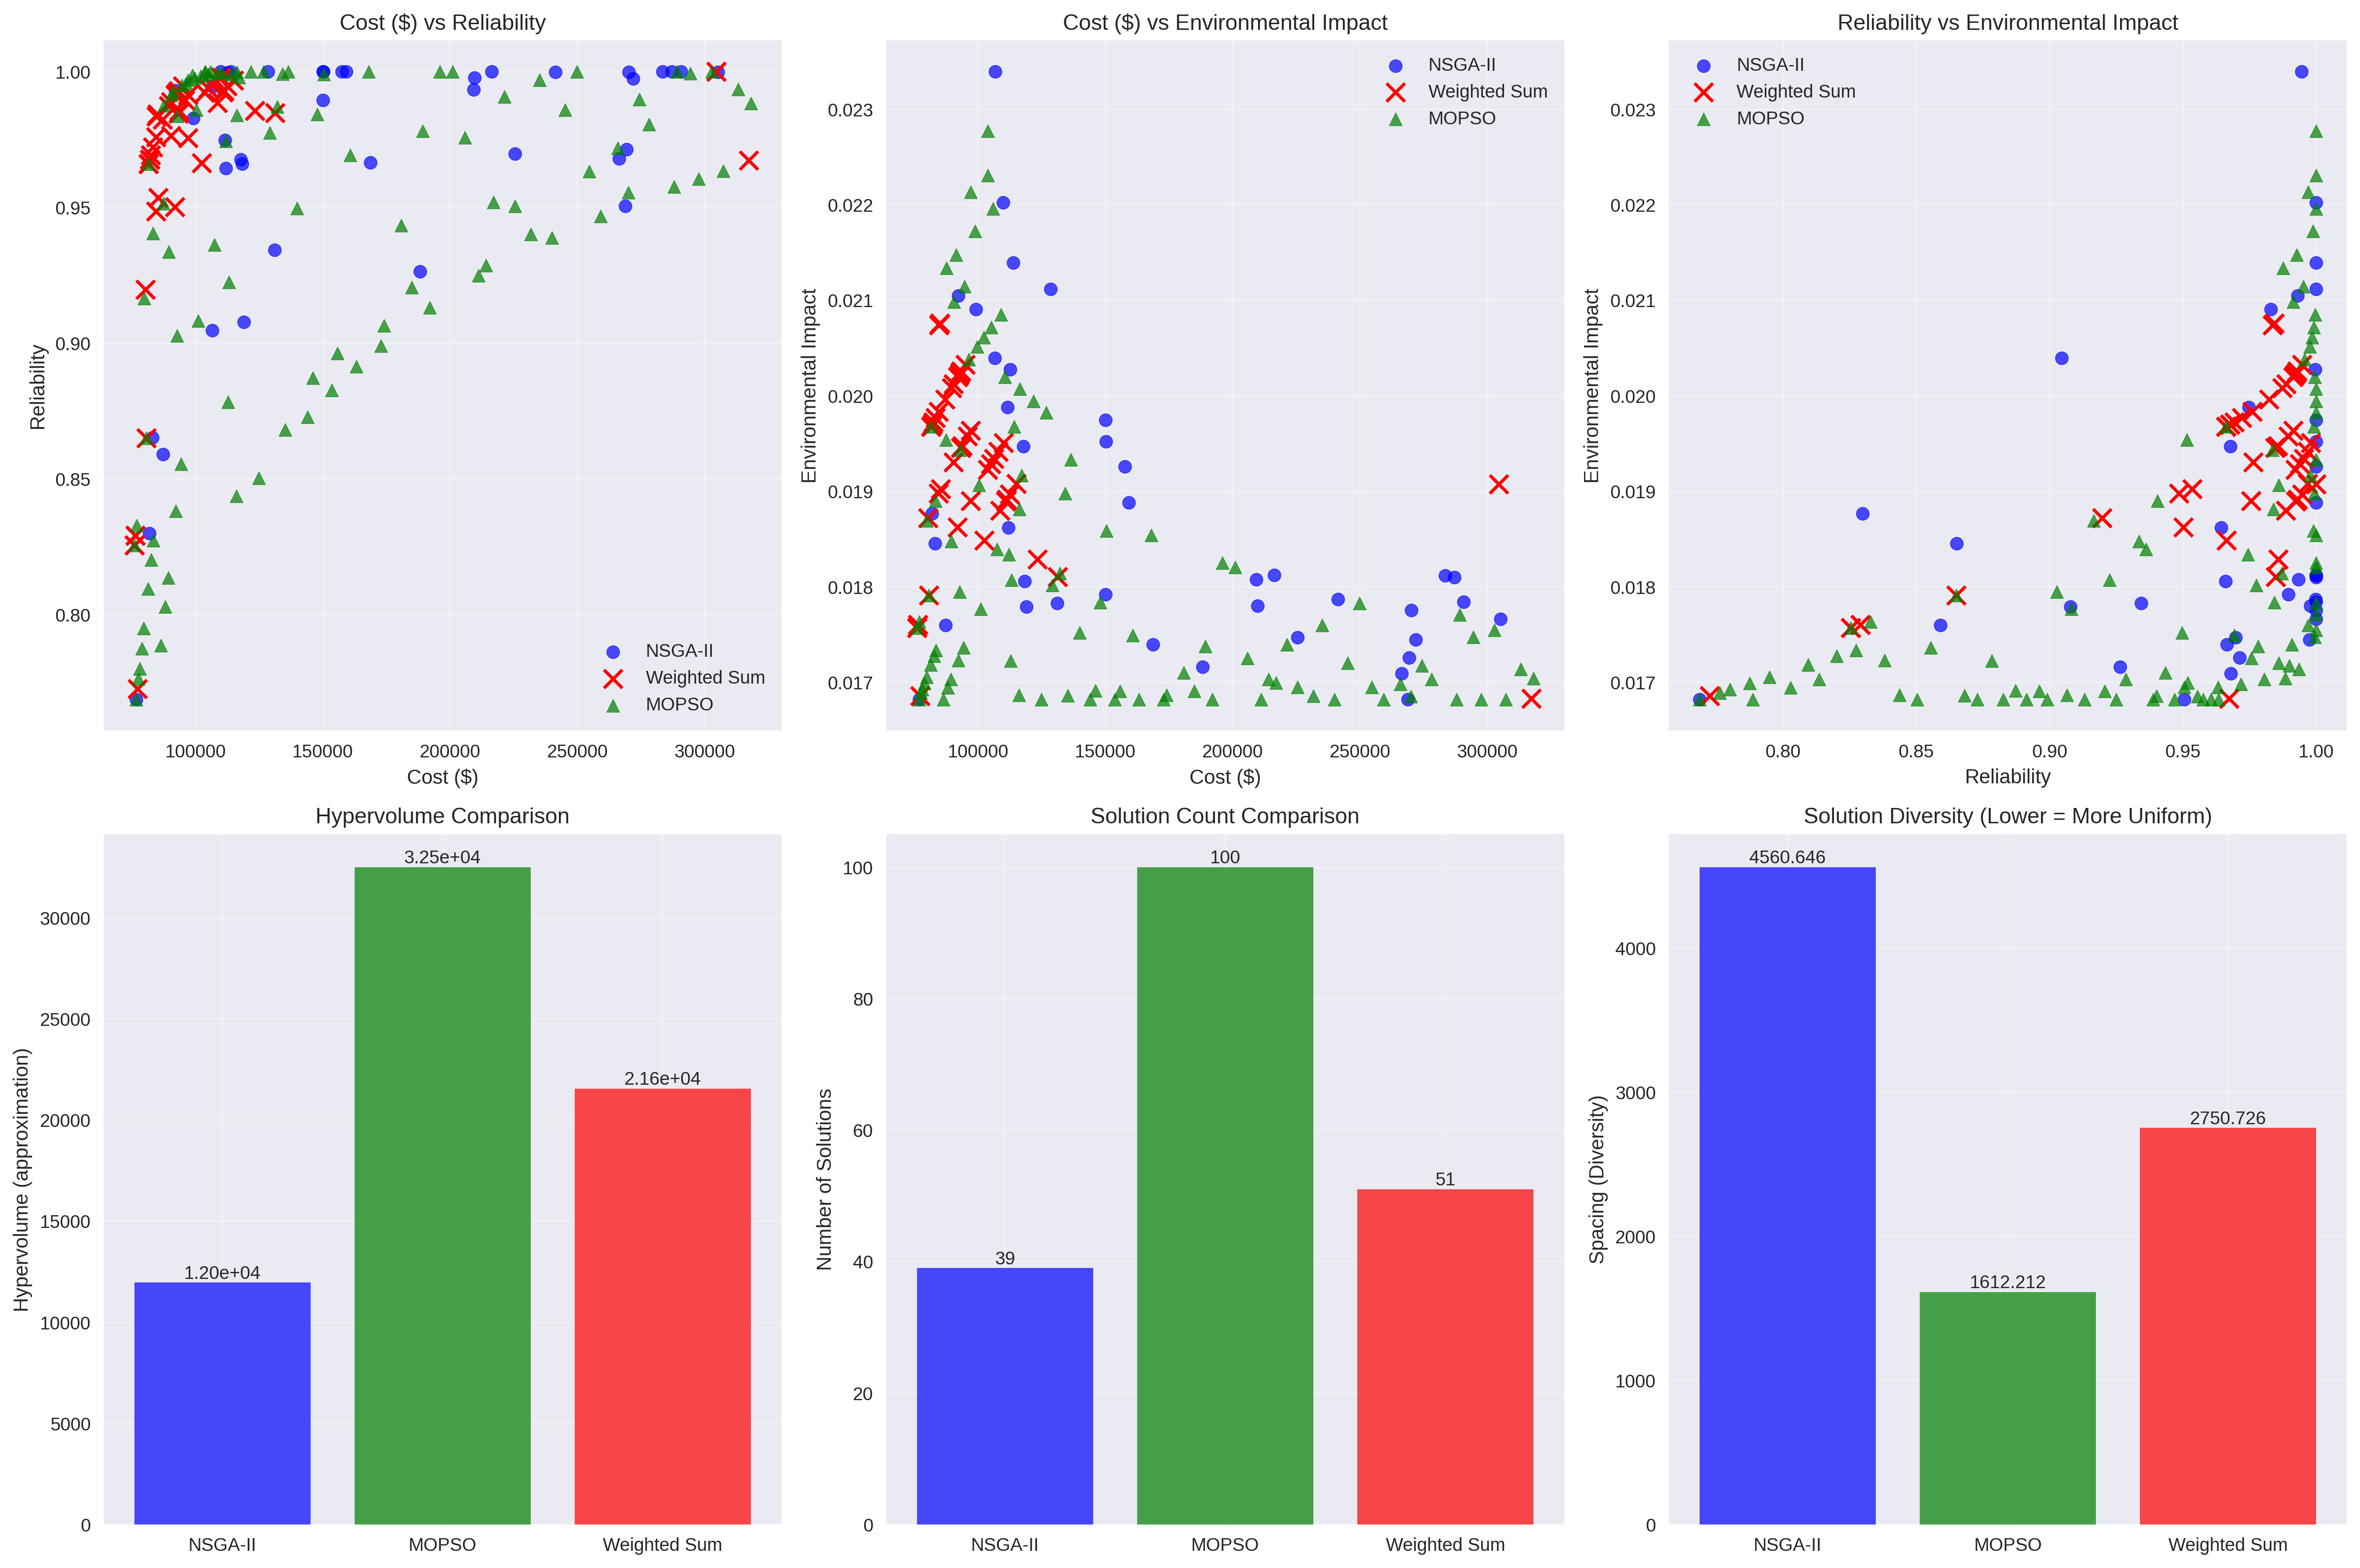 Cost ($) vs Reliability
Reliability
1.00
0.95
0.90
0.85
0.80
100000
150000
200000
250000
300000
Cost ($)
NSGA-II
Weighted Sum
MOPSO
Cost ($) vs Environmental Impact
Environmental Impact
0.023
0.022
0.021
0.020
0.019
0.018
0.017
100000
150000
200000
250000
300000
Cost ($)
NSGA-II
Weighted Sum
MOPSO
Reliability vs Environmental Impact
Environmental Impact
0.023
0.022
0.021
0.020
0.019
0.018
0.017
0.80
0.85
0.90
0.95
1.00
Reliability
NSGA-II
Weighted Sum
MOPSO
Hypervolume Comparison
Hypervolume (approximation)
30000
25000
20000
15000
10000
5000
0
1.20e+04
3.25e+04
2.16e+04
NSGA-II
MOPSO
Weighted Sum
Solution Count Comparison
Number of Solutions
100
80
60
40
20
0
39
100
51
NSGA-II
MOPSO
Weighted Sum
Solution Diversity (Lower = More Uniform)
Spacing (Diversity)
4000
3000
2000
1000
0
4560.646
1612.212
2750.726
NSGA-II
MOPSO
Weighted Sum